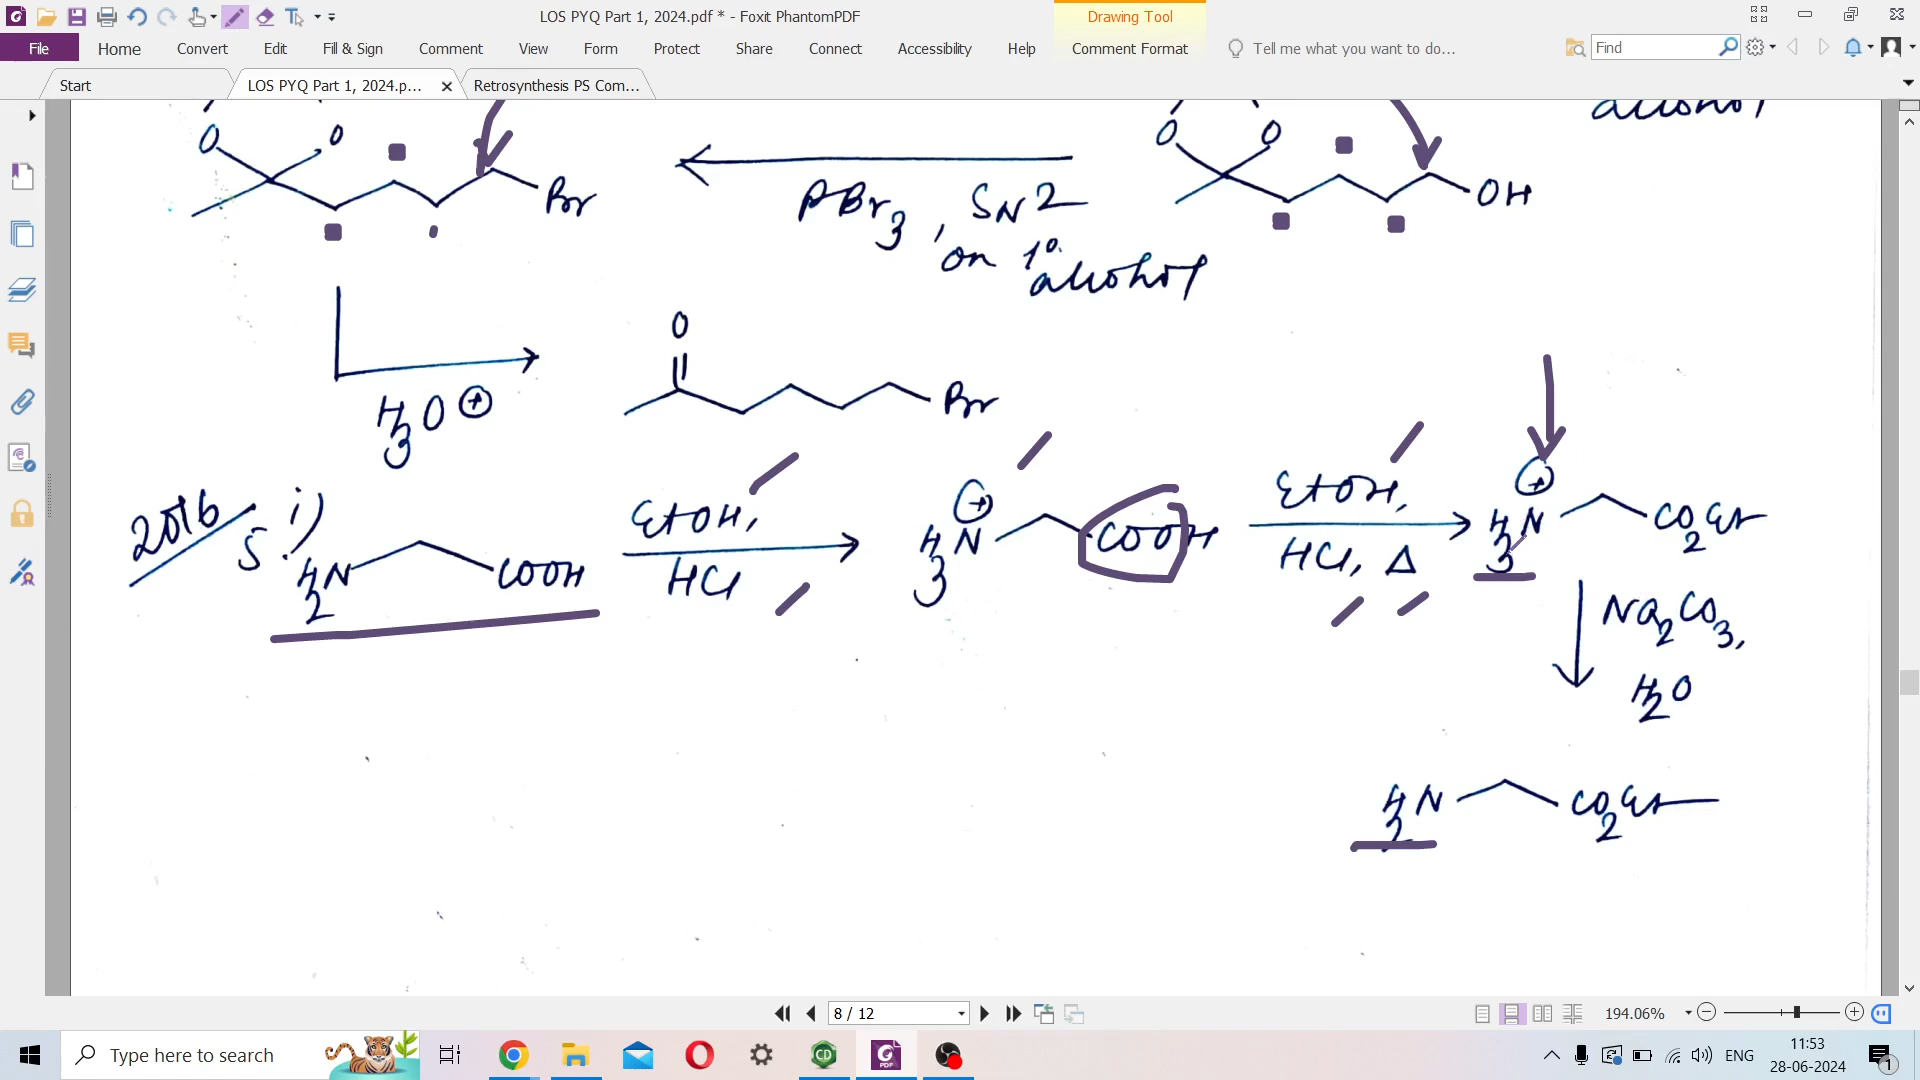 LOS PYQ Part 1, 2024.pdf * - Foxit PhantomPDF
Drawing Tool
File Home Convert Edit Fill & Sign Comment View Form Protect Share Connect Accessibility Help Comment Format Tell me what you want to do... Find
Start LOS PYQ Part 1, 2024.p... Retrosynthesis PS Com...
alcohol
O O Br
PBr3, SN2
on 1° alcohol
O O OH
H3O⊕
O
Br
2016
5. i)
H2N COOH
EtOH,
HCl
⊕
H3N COOH
EtOH,
HCl, Δ
⊕
H3N CO2Et
Na2CO3,
H2O
H2N CO2Et
8 / 12
194.06%
Type here to search
ENG
11:53
28-06-2024
1